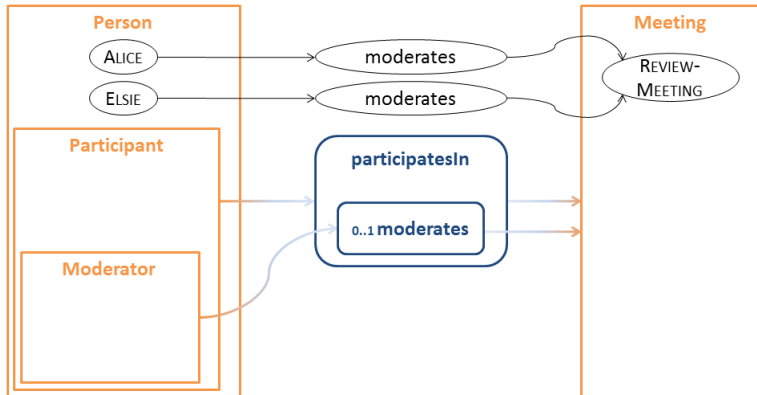 Person
Meeting
ALICE
moderates
REVIEW-
MEETING
ELSIE
moderates
Participant
participatesIn
0..1 moderates
Moderator